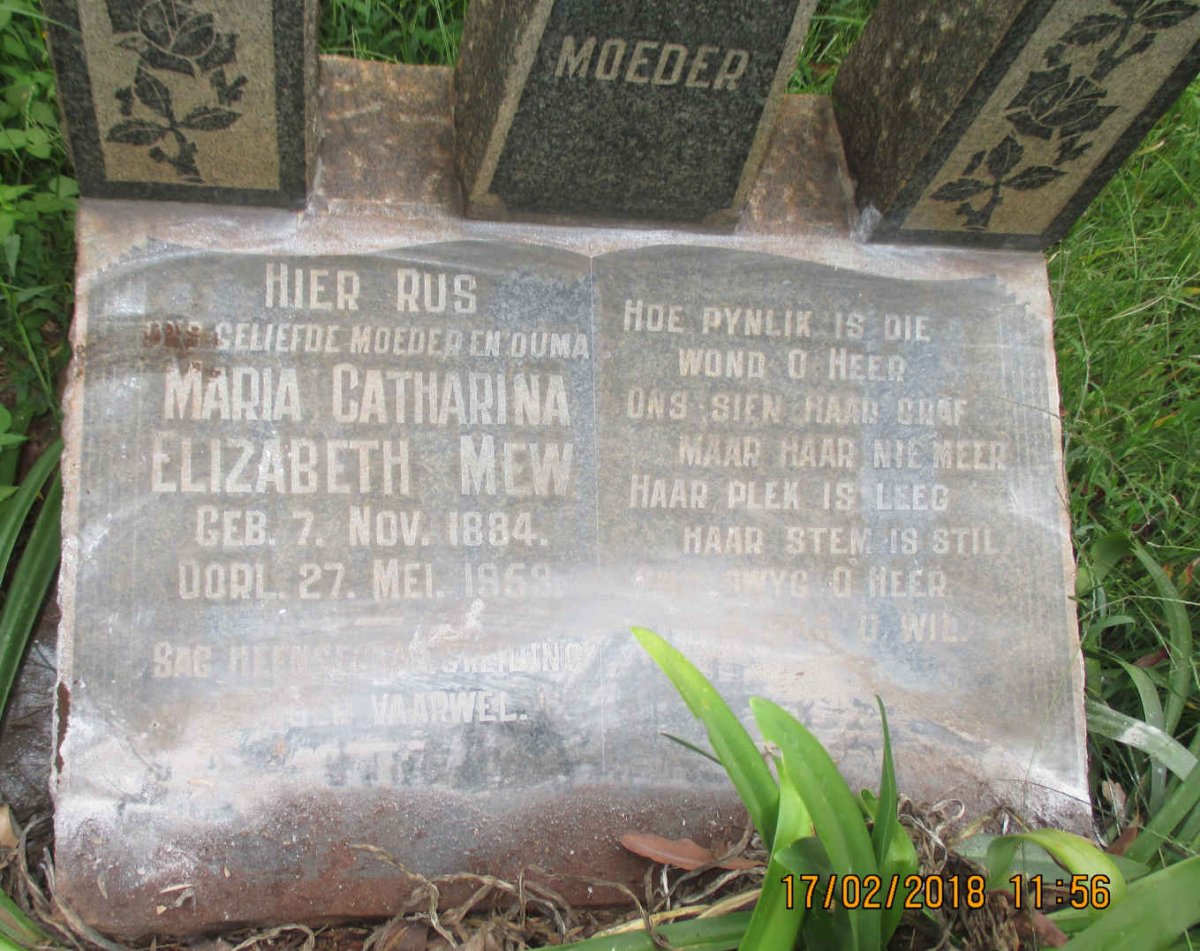 MOEDER
HIER RUS
ONS GELIEFDE MOEDER EN OUMA
MARIA CATHARINA
ELIZABETH MEW
GEB. 7. NOV. 1884.
OORL. 27. MEI.
SAG
VAARWEL.
HOE PYNLIK IS DIE
WOND O HEER
ONS SIEN HAAR GRAF
MAAR HAAR NIE MEER
HAAR PLEK IS LEEG
HAAR STEM IS STIL
SWYG O HEER.
U WIL.
17/02/2018 11:56